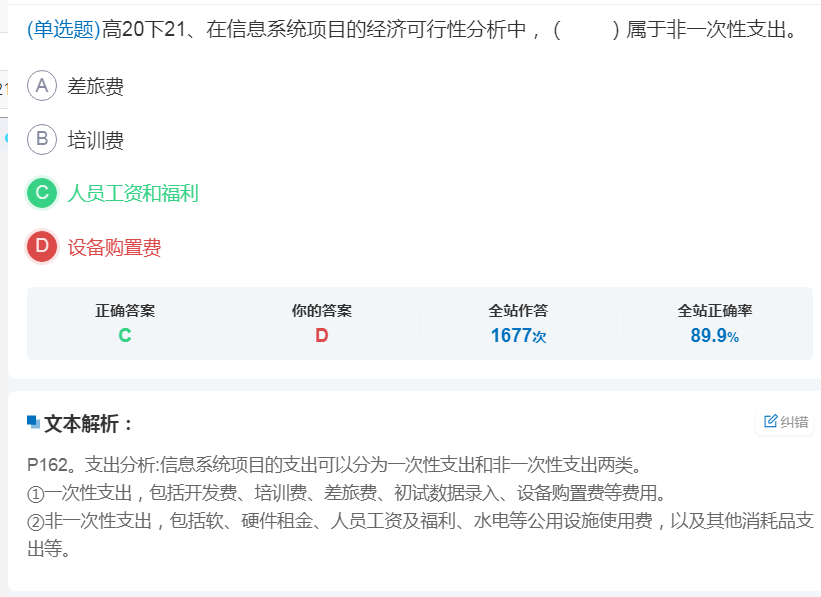 (单选题)高20下21、在信息系统项目的经济可行性分析中，（　　）属于非一次性支出。
A 差旅费
B 培训费
C 人员工资和福利
D 设备购置费
正确答案 你的答案 全站作答 全站正确率
C D 1677次 89.9%
文本解析： 纠错
P162。支出分析:信息系统项目的支出可以分为一次性支出和非一次性支出两类。
①一次性支出，包括开发费、培训费、差旅费、初试数据录入、设备购置费等费用。
②非一次性支出，包括软、硬件租金、人员工资及福利、水电等公用设施使用费，以及其他消耗品支
出等。